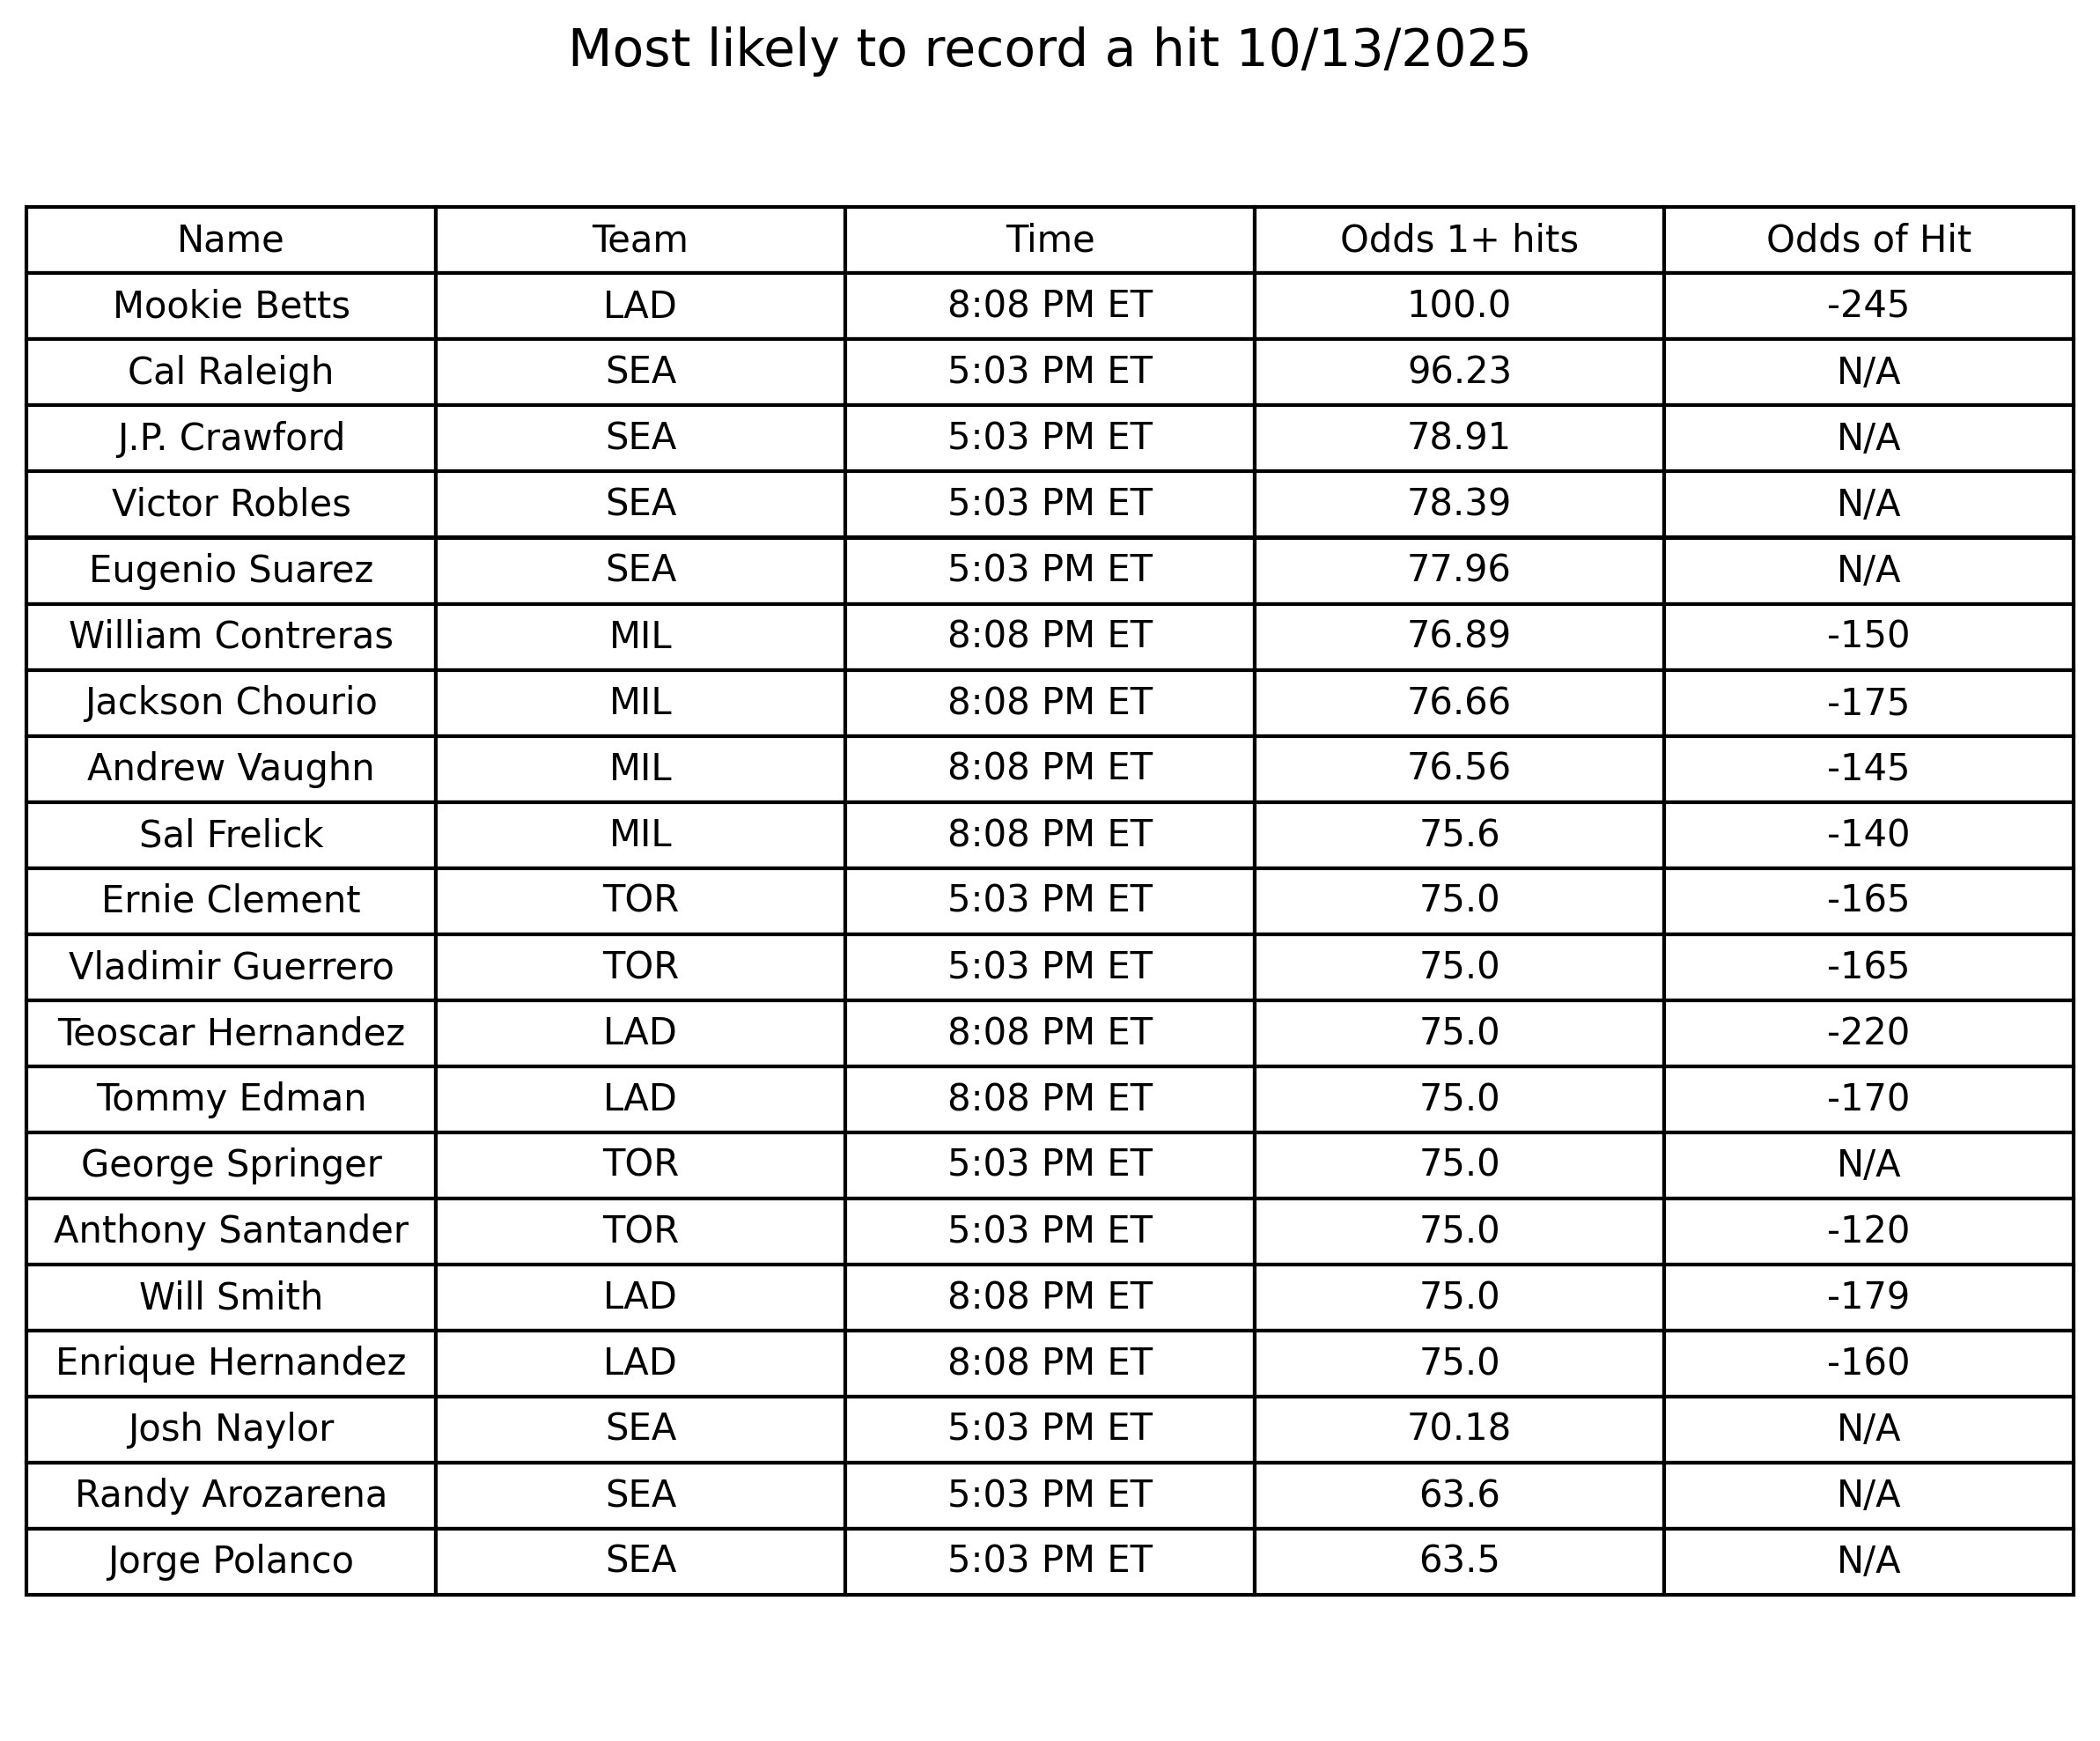 Most likely to record a hit 10/13/2025
Name Team Time Odds 1+ hits Odds of Hit
Mookie Betts LAD 8:08 PM ET 100.0 -245
Cal Raleigh SEA 5:03 PM ET 96.23 N/A
J.P. Crawford SEA 5:03 PM ET 78.91 N/A
Victor Robles SEA 5:03 PM ET 78.39 N/A
Eugenio Suarez SEA 5:03 PM ET 77.96 N/A
William Contreras MIL 8:08 PM ET 76.89 -150
Jackson Chourio MIL 8:08 PM ET 76.66 -175
Andrew Vaughn MIL 8:08 PM ET 76.56 -145
Sal Frelick MIL 8:08 PM ET 75.6 -140
Ernie Clement TOR 5:03 PM ET 75.0 -165
Vladimir Guerrero TOR 5:03 PM ET 75.0 -165
Teoscar Hernandez LAD 8:08 PM ET 75.0 -220
Tommy Edman LAD 8:08 PM ET 75.0 -170
George Springer TOR 5:03 PM ET 75.0 N/A
Anthony Santander TOR 5:03 PM ET 75.0 -120
Will Smith LAD 8:08 PM ET 75.0 -179
Enrique Hernandez LAD 8:08 PM ET 75.0 -160
Josh Naylor SEA 5:03 PM ET 70.18 N/A
Randy Arozarena SEA 5:03 PM ET 63.6 N/A
Jorge Polanco SEA 5:03 PM ET 63.5 N/A